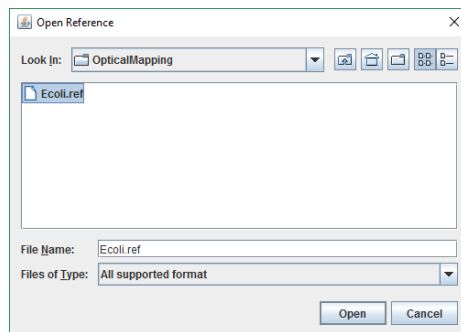 Open Reference
Look In: OpticalMapping
Ecoli.ref
File Name: Ecoli.ref
Files of Type: All supported format
Open Cancel